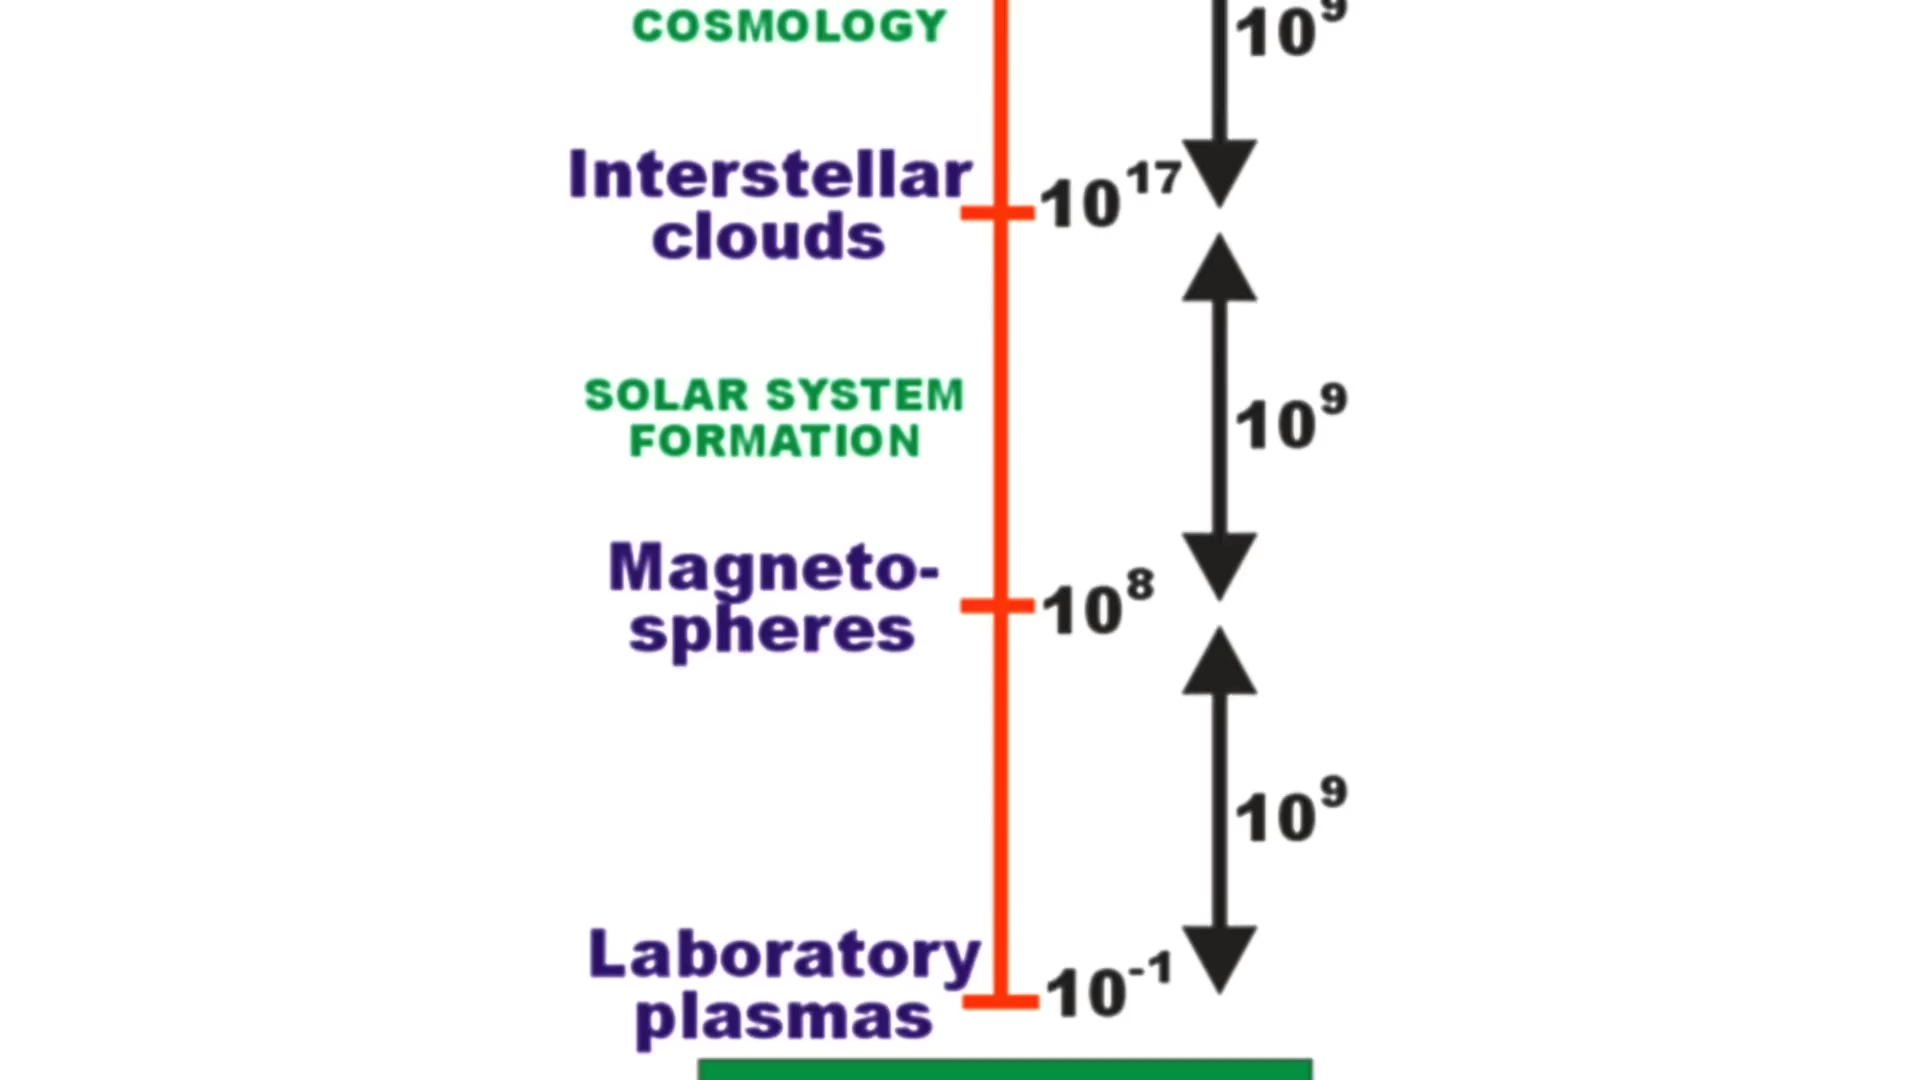 COSMOLOGY
10⁹
Interstellar
clouds
10¹⁷
SOLAR SYSTEM
FORMATION
10⁹
Magneto-
spheres
10⁸
10⁹
Laboratory
plasmas
10⁻¹